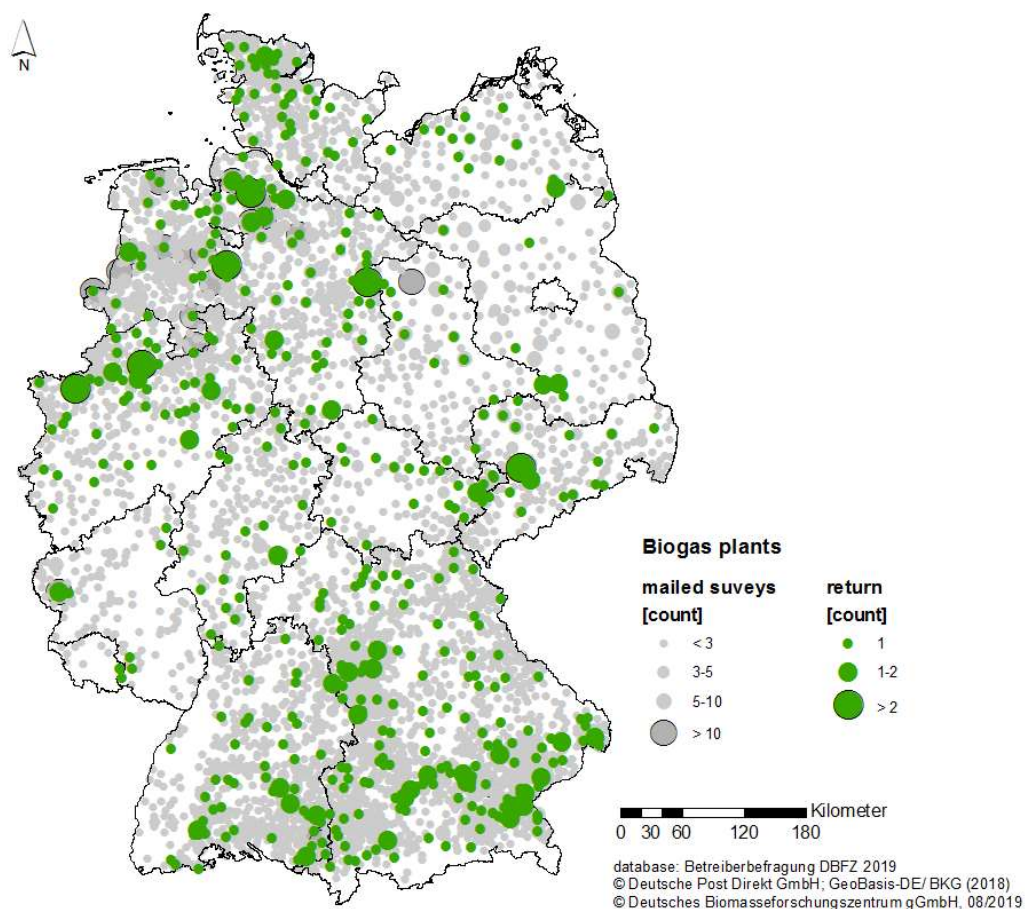 N
Biogas plants
mailed suveys return
[count] [count]
< 3 1
3-5 1-2
5-10 > 2
> 10
Kilometer
0 30 60 120 180
database: Betreiberbefragung DBFZ 2019
© Deutsche Post Direkt GmbH; GeoBasis-DE/ BKG (2018)
© Deutsches Biomasseforschungszentrum gGmbH, 08/2019